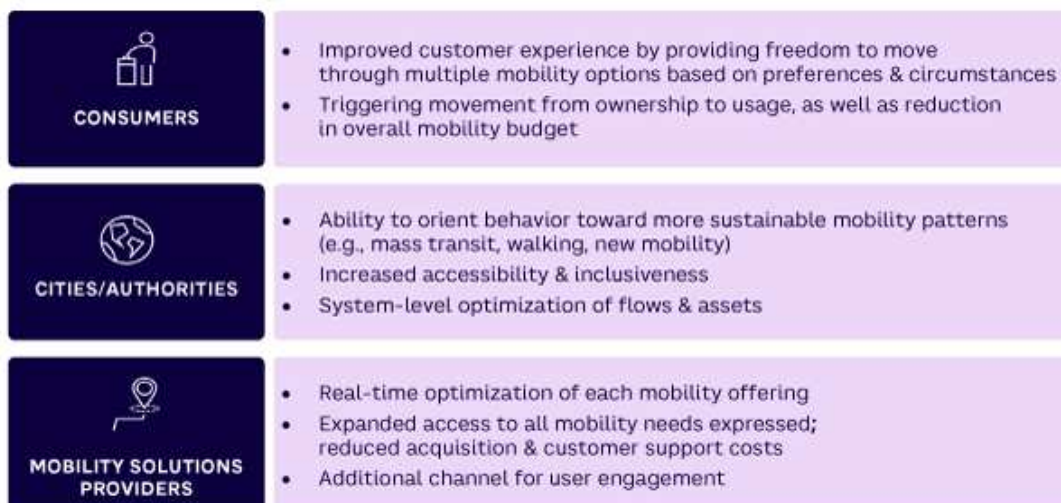 CONSUMERS
• Improved customer experience by providing freedom to move
through multiple mobility options based on preferences & circumstances
• Triggering movement from ownership to usage, as well as reduction
in overall mobility budget
CITIES/AUTHORITIES
• Ability to orient behavior toward more sustainable mobility patterns
(e.g., mass transit, walking, new mobility)
• Increased accessibility & inclusiveness
• System-level optimization of flows & assets
MOBILITY SOLUTIONS
PROVIDERS
• Real-time optimization of each mobility offering
• Expanded access to all mobility needs expressed;
reduced acquisition & customer support costs
• Additional channel for user engagement